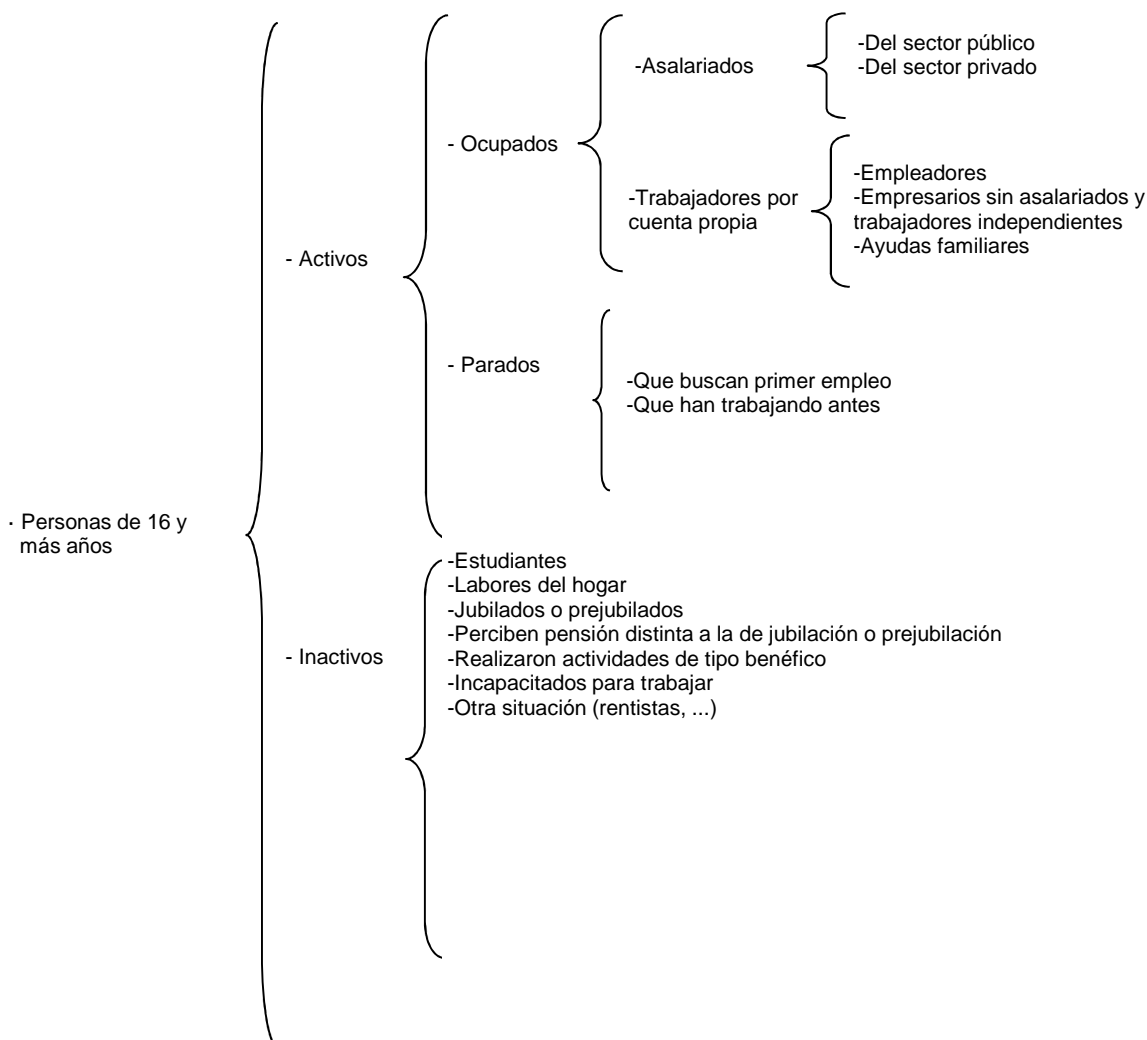 -Del sector público
-Asalariados
-Del sector privado
- Ocupados
-Empleadores
-Trabajadores por
-Empresarios sin asalariados y
cuenta propia
trabajadores independientes
-Ayudas familiares
- Activos
- Parados
-Que buscan primer empleo
-Que han trabajando antes
· Personas de 16 y
más años
-Estudiantes
-Labores del hogar
-Jubilados o prejubilados
-Perciben pensión distinta a la de jubilación o prejubilación
- Inactivos
-Realizaron actividades de tipo benéfico
-Incapacitados para trabajar
-Otra situación (rentistas, ...)